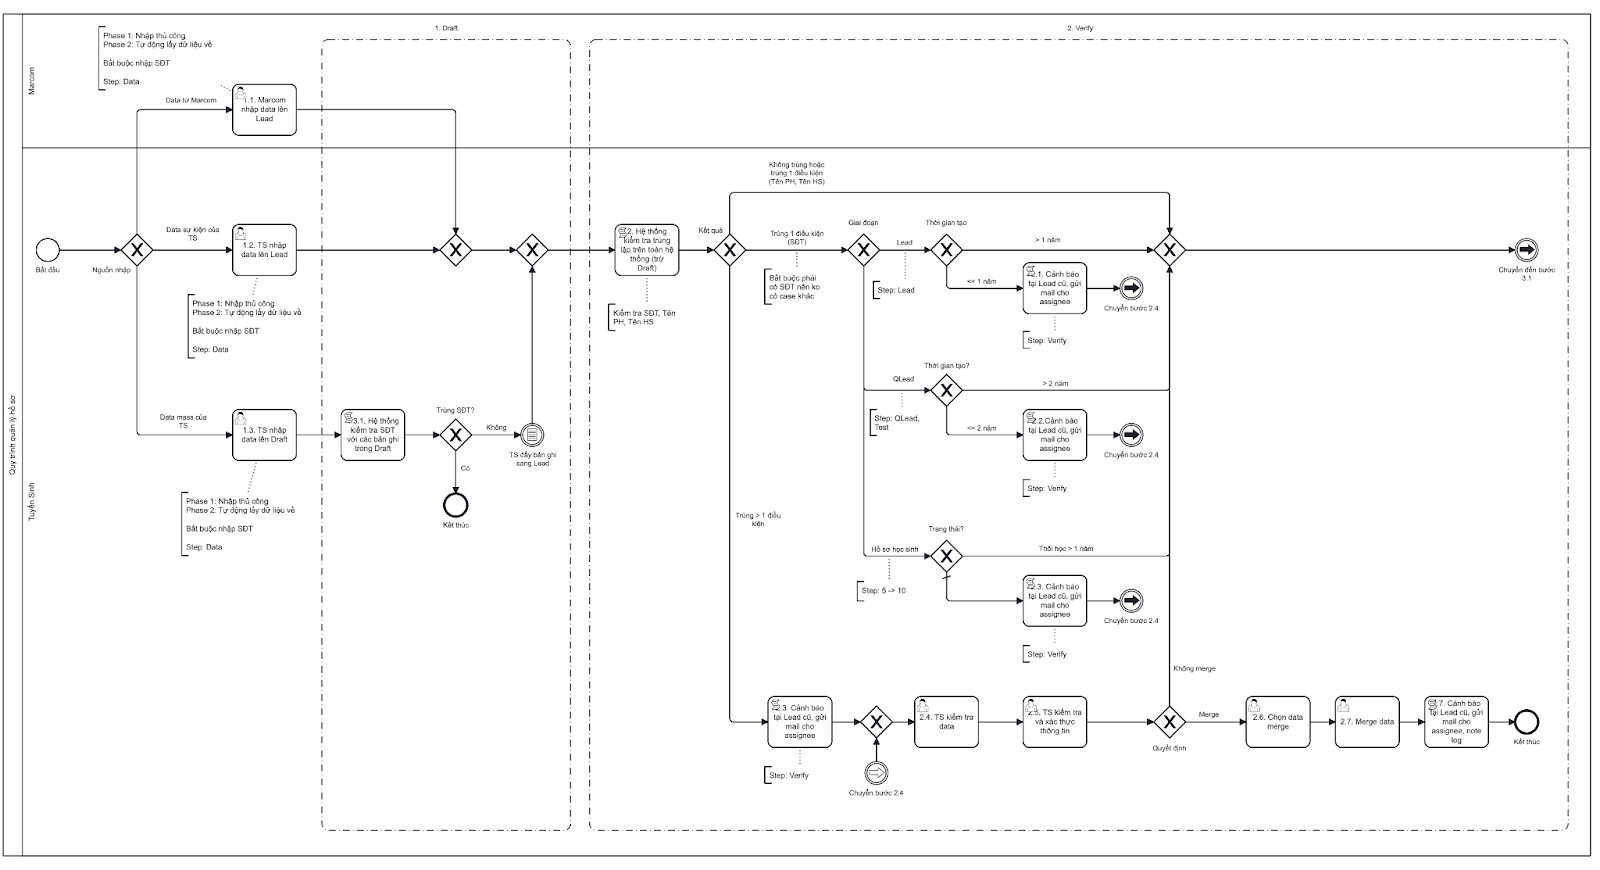 Quy trình quản lý hồ sơ
Marcom
Tuyển Sinh
1. Draft
2. Verify
Phase 1: Nhập thủ công
Phase 2: Tự động lấy dữ liệu về
Bắt buộc nhập SĐT
Step: Data
Data từ Marcom
1.1. Marcom
nhập data lên
Lead
Bắt đầu
Nguồn nhập
Data sự kiện của
TS
1.2. TS nhập
data lên Lead
Phase 1: Nhập thủ công
Phase 2: Tự động lấy dữ liệu về
Bắt buộc nhập SĐT
Step: Data
Data mass của
TS
1.3. TS nhập
data lên Draft
Phase 1: Nhập thủ công
Phase 2: Tự động lấy dữ liệu về
Bắt buộc nhập SĐT
Step: Data
3.1. Hệ thống
kiểm tra SĐT
với các bản ghi
trong Draft
Trùng SĐT?
Không
Có
Kết thúc
TS đẩy bản ghi
sang Lead
2. Hệ thống
kiểm tra trùng
lặp trên toàn hệ
thống (trừ
Draft)
Kiểm tra SĐT, Tên
PH, Tên HS
Kết quả
Không trùng hoặc
trùng 1 điều kiện
(Tên PH, Tên HS)
Trùng 1 điều kiện
(SĐT)
Bắt buộc phải
có SĐT nên ko
có case khác
Giai đoạn
Lead
Step: Lead
Thời gian tạo
> 1 năm
<= 1 năm
2.1. Cảnh báo
tại Lead cũ, gửi
mail cho
assignee
Step: Verify
Chuyển bước 2.4
Chuyển đến bước
3.1
QLead
Step: QLead,
Test
Thời gian tạo?
> 2 năm
<= 2 năm
2.2.Cảnh báo
tại Lead cũ, gửi
mail cho
assignee
Step: Verify
Chuyển bước 2.4
Hồ sơ học sinh
Step: 5 -> 10
Trạng thái?
Thôi học > 1 năm
2.3. Cảnh báo
tại Lead cũ, gửi
mail cho
assignee
Step: Verify
Chuyển bước 2.4
Trùng > 1 điều
kiện
2.3. Cảnh báo
tại Lead cũ, gửi
mail cho
assignee
Step: Verify
Chuyển bước 2.4
2.4. TS kiểm tra
data
2.5. TS kiểm tra
và xác thực
thông tin
Quyết định
Không merge
Merge
2.6. Chọn data
merge
2.7. Merge data
Cảnh báo
tại Lead cũ, gửi
mail cho
assignee, note
log
Kết thúc